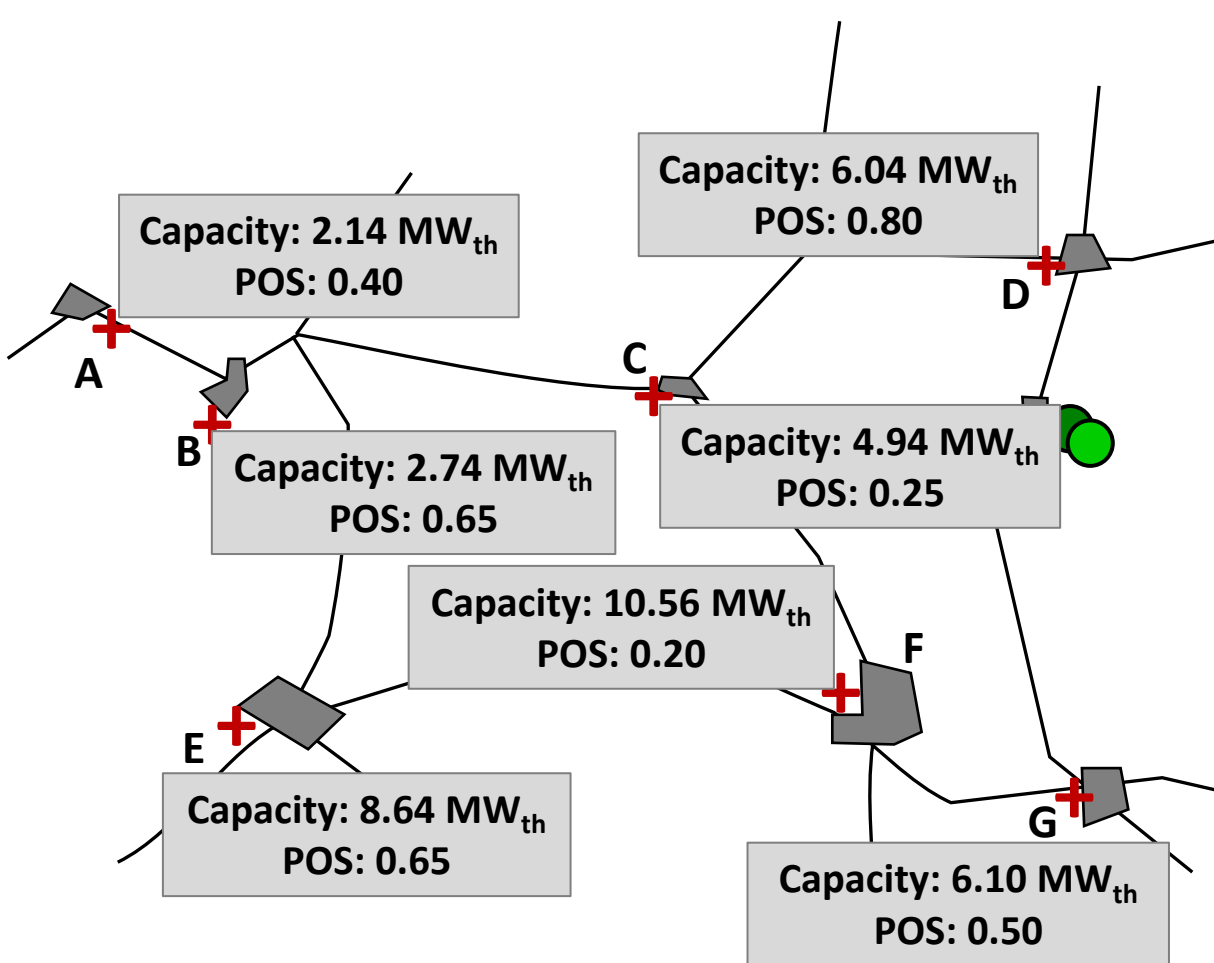 Capacity: 6.04 MWth
POS: 0.80
Capacity: 2.14 MWth
POS: 0.40
D
A
C
B
Capacity: 4.94 MWth
POS: 0.25
Capacity: 2.74 MWth
POS: 0.65
Capacity: 10.56 MWth
POS: 0.20
F
E
Capacity: 8.64 MWth
POS: 0.65
G
Capacity: 6.10 MWth
POS: 0.50